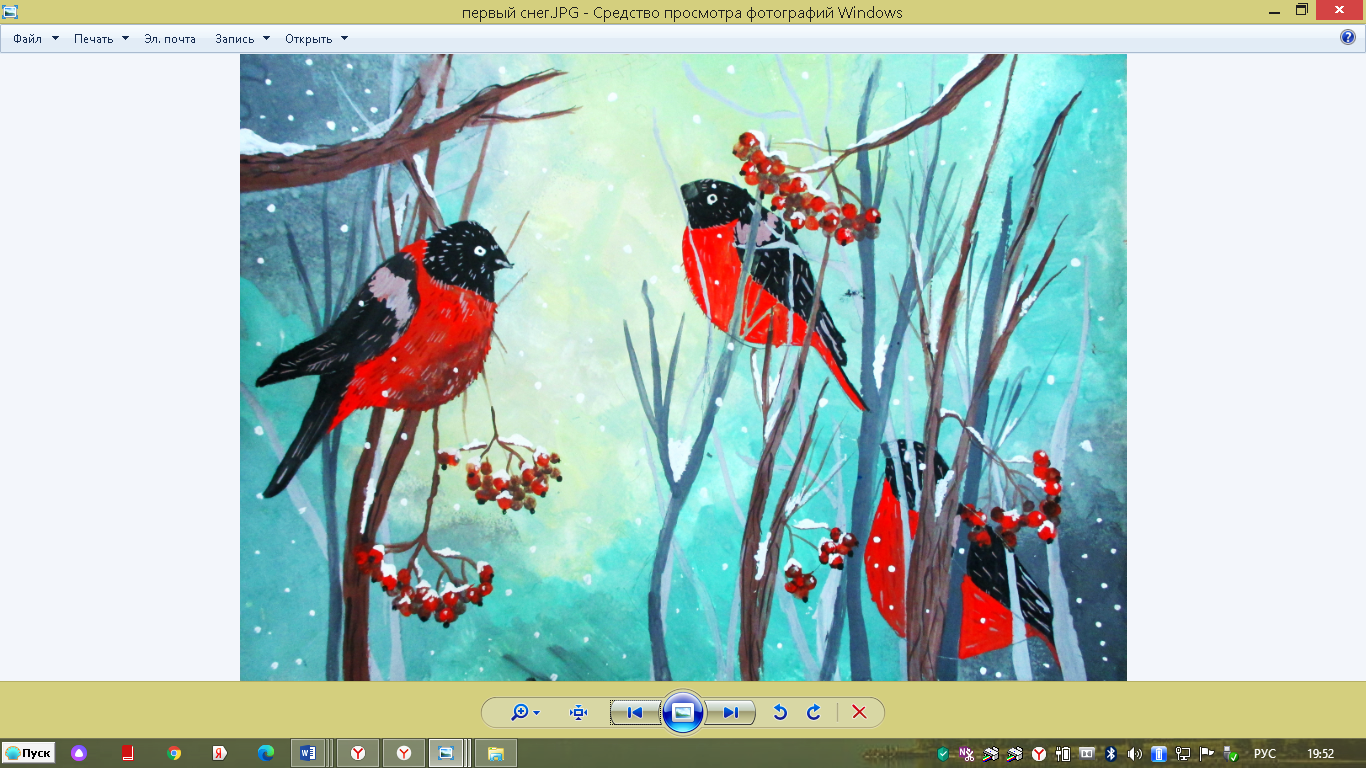 первый снег.JPG - Средство просмотра фотографий Windows
Файл Печать Эл. почта Запись Открыть
Пуск
РУС
19:52